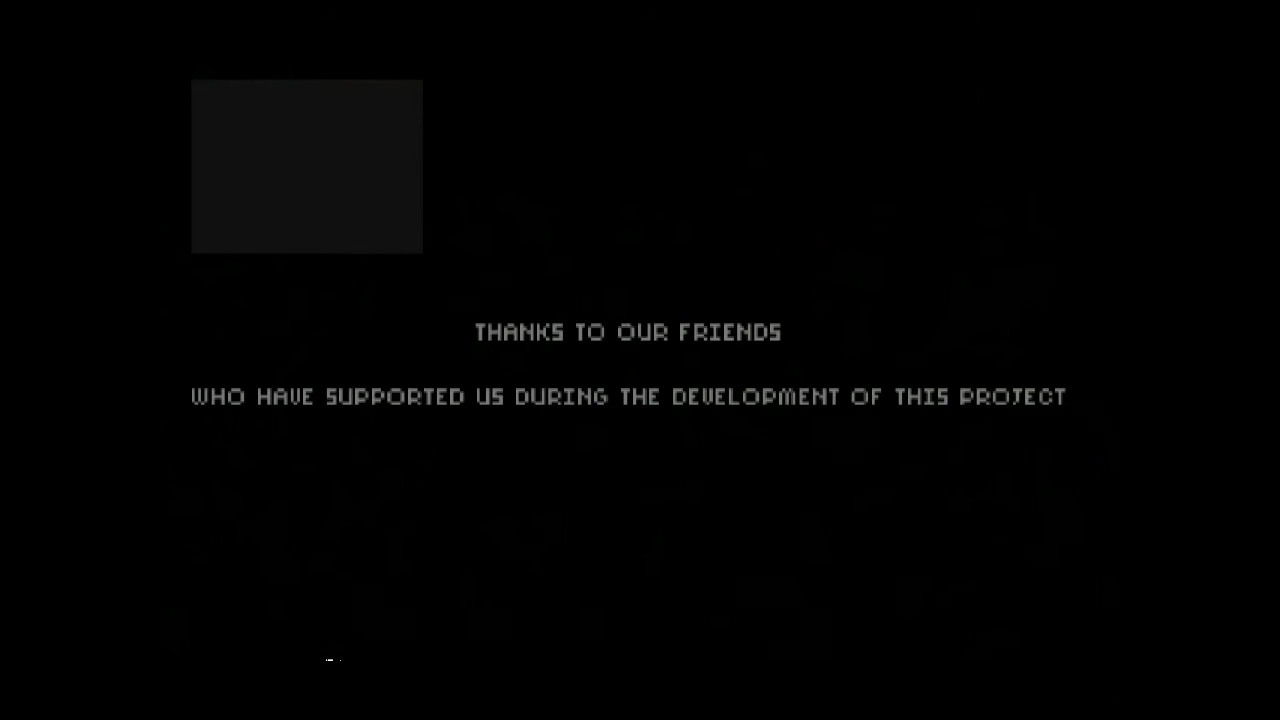 THANKS TO OUR FRIENDS
WHO HAVE SUPPORTED US DURING THE DEVELOPMENT OF THIS PROJECT